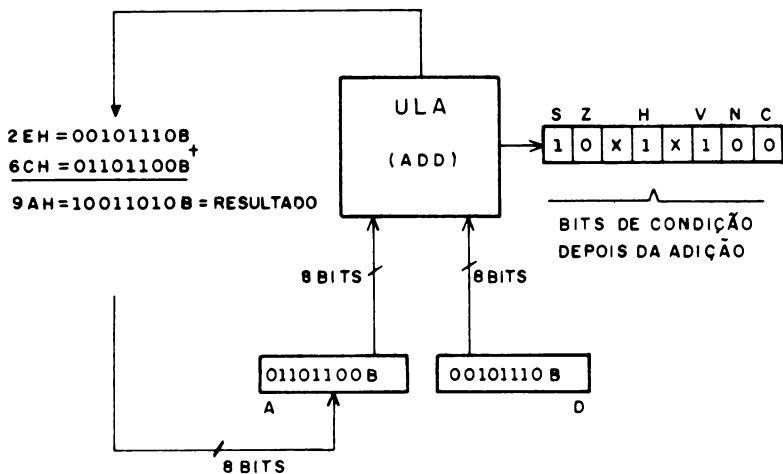 ULA
(ADD)
2EH=00101110B
+
6CH=01101100B
9AH=10011010B=RESULTADO
S Z H V N C
1 0 X 1 X 1 0 0
BITS DE CONDIÇÃO
DEPOIS DA ADIÇÃO
8 BITS
8 BITS
01101100B
00101110B
A
D
8 BITS